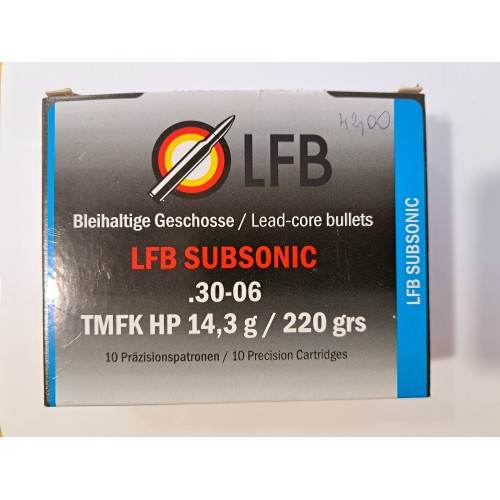 42,00
LFB
Bleihaltige Geschosse / Lead-core bullets
LFB SUBSONIC
.30-06
TMFK HP 14,3 g / 220 grs
10 Präzisionspatronen / 10 Precision Cartridges
LFB SUBSONIC